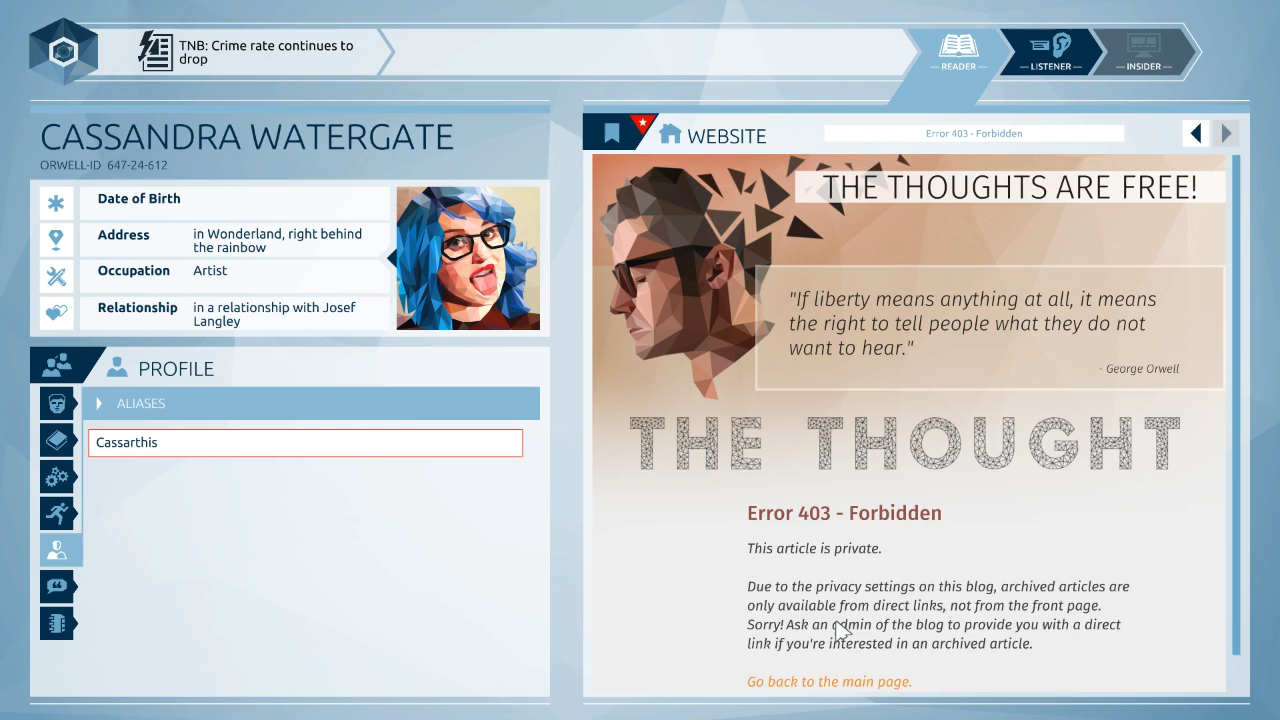 TNB: Crime rate continues to
drop
— READER —
— LISTENER —
— INSIDER —
CASSANDRA WATERGATE
ORWELL-ID 647-24-612
Date of Birth
Address in Wonderland, right behind
the rainbow
Occupation Artist
Relationship in a relationship with Josef
Langley
PROFILE
ALIASES
Cassarthis
WEBSITE
Error 403 - Forbidden
THE THOUGHTS ARE FREE!
"If liberty means anything at all, it means
the right to tell people what they do not
want to hear."
- George Orwell
THE THOUGHT
Error 403 - Forbidden
This article is private.
Due to the privacy settings on this blog, archived articles are
only available from direct links, not from the front page.
Sorry! Ask an admin of the blog to provide you with a direct
link if you're interested in an archived article.
Go back to the main page.